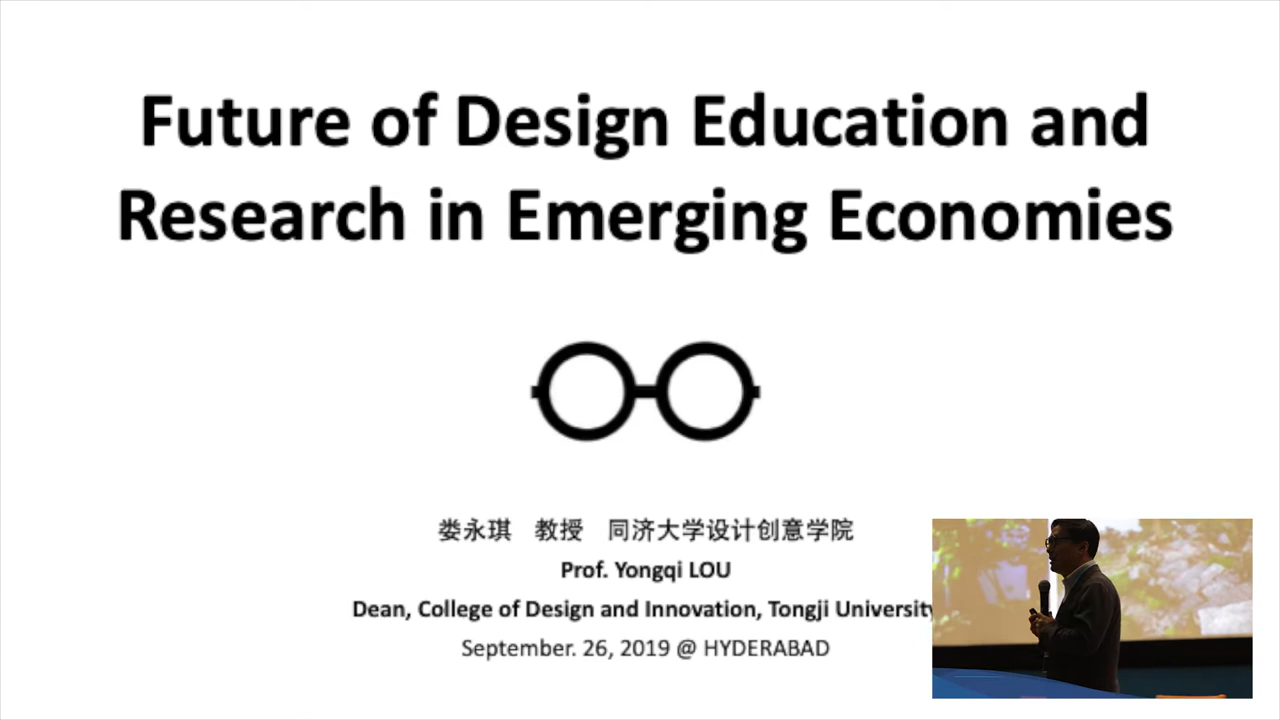 Future of Design Education and
Research in Emerging Economies
娄永琪 教授 同济大学设计创意学院
Prof. Yongqi LOU
Dean, College of Design and Innovation, Tongji University
September. 26, 2019 @ HYDERABAD